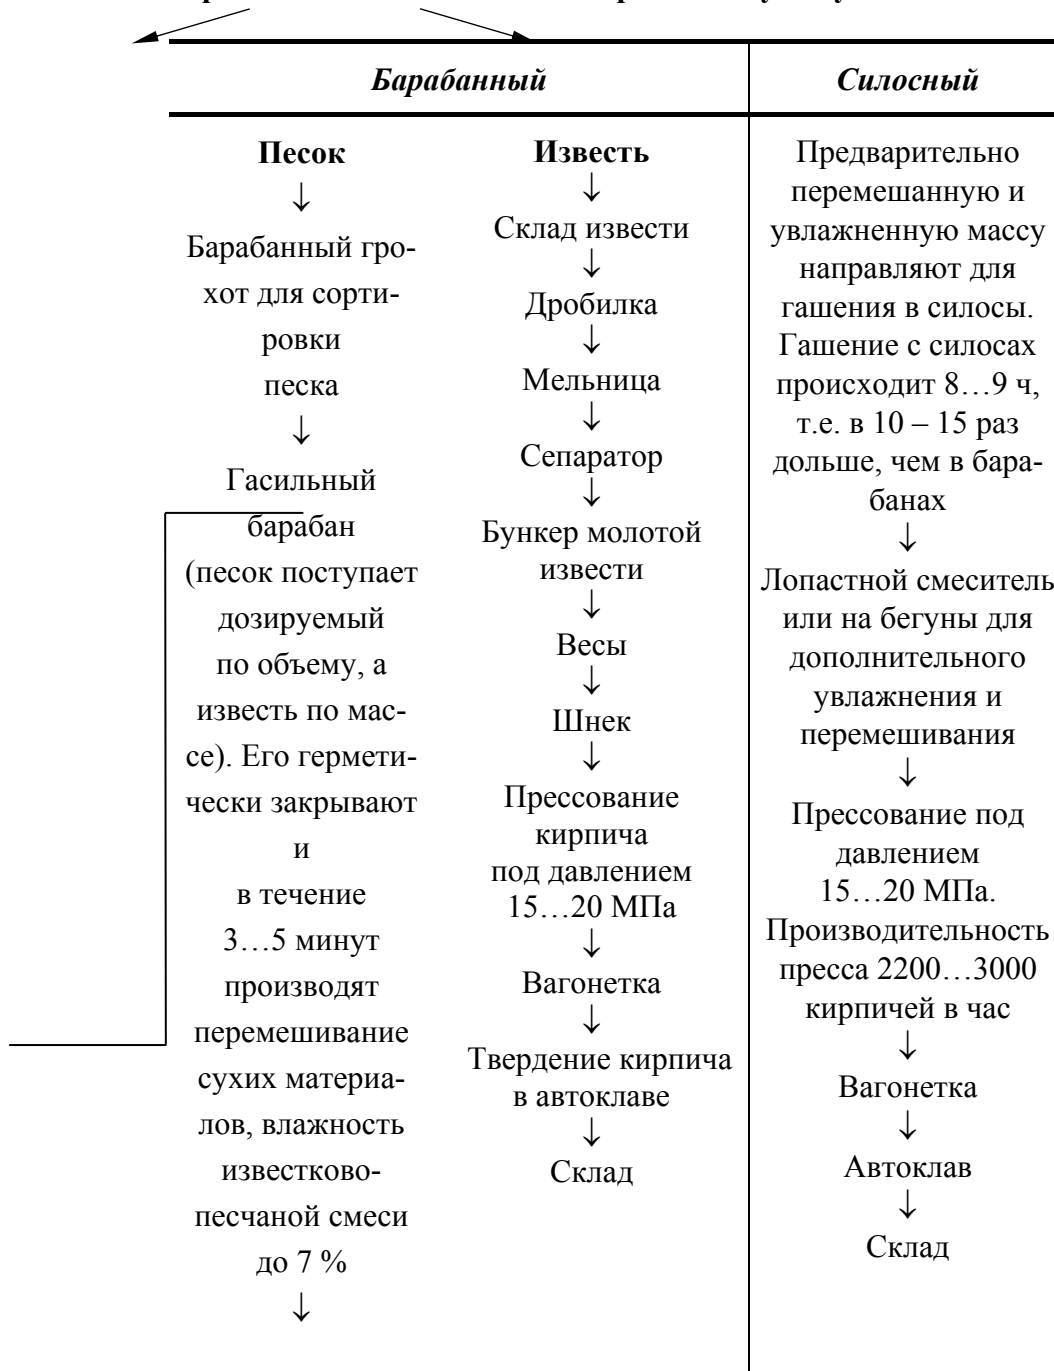 Барабанный
Силосный
Песок
↓
Барабанный гро-
хот для сорти-
ровки
песка
↓
Гасильный
барабан
(песок поступает
дозируемый
по объему, а
известь по мас-
се). Его гермети-
чески закрывают
и
в течение
3…5 минут
производят
перемешивание
сухих материа-
лов, влажность
известково-
песчаной смеси
до 7 %
↓
Известь
↓
Склад извести
↓
Дробилка
↓
Мельница
↓
Сепаратор
↓
Бункер молотой
извести
↓
Весы
↓
Шнек
↓
Прессование
кирпича
под давлением
15…20 МПа
↓
Вагонетка
↓
Твердение кирпича
в автоклаве
↓
Склад
Предварительно
перемешанную и
увлажненную массу
направляют для
гашения в силосы.
Гашение с силосах
происходит 8…9 ч,
т.е. в 10 – 15 раз
дольше, чем в бара-
банах
↓
Лопастной смеситель
или на бегуны для
дополнительного
увлажнения и
перемешивания
↓
Прессование под
давлением
15…20 МПа.
Производительность
пресса 2200…3000
кирпичей в час
↓
Вагонетка
↓
Автоклав
↓
Склад